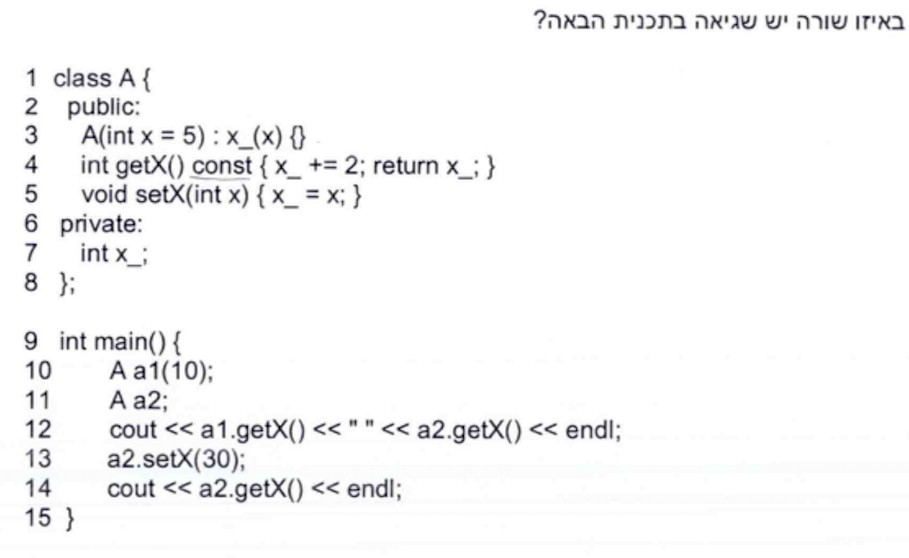 באיזו שורה יש שגיאה בתכנית הבאה?
1 class A {
2 public:
3 A(int x = 5) : x_(x) {}
4 int getX() const { x_ += 2; return x_; }
5 void setX(int x) { x_ = x; }
6 private:
7 int x_;
8 };
9 int main() {
10 A a1(10);
11 A a2;
12 cout << a1.getX() << " " << a2.getX() << endl;
13 a2.setX(30);
14 cout << a2.getX() << endl;
15 }